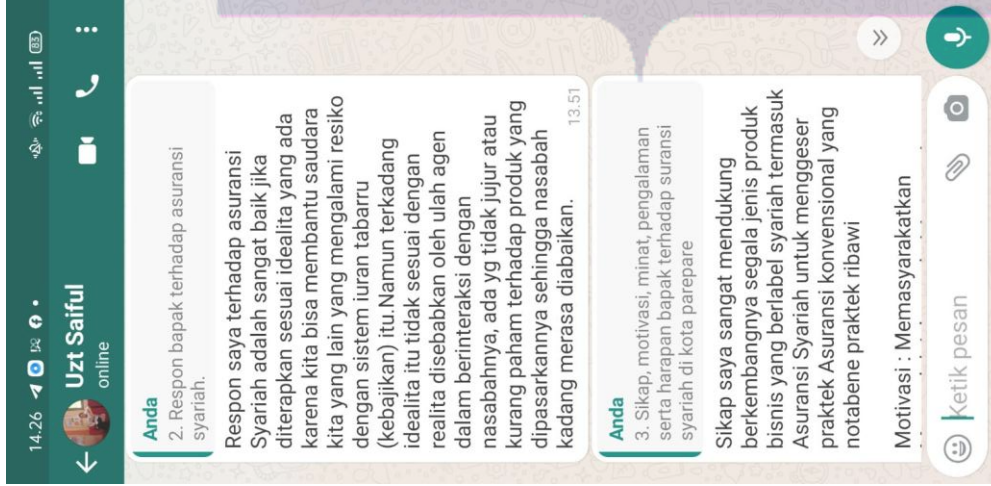 14.26
83
Uzt Saiful
online
Anda
2. Respon bapak terhadap asuransi
syariah.
Respon saya terhadap asuransi
Syariah adalah sangat baik jika
diterapkan sesuai idealita yang ada
karena kita bisa membantu saudara
kita yang lain yang mengalami resiko
dengan sistem iuran tabarru
(kebajikan) itu.Namun terkadang
idealita itu tidak sesuai dengan
realita disebabkan oleh ulah agen
dalam berinteraksi dengan
nasabahnya, ada yg tidak jujur atau
kurang paham terhadap produk yang
dipasarkannya sehingga nasabah
kadang merasa diabaikan.
13.51
Anda
3. Sikap, motivasi, minat, pengalaman
serta harapan bapak terhadap suransi
syariah di kota parepare
Sikap saya sangat mendukung
berkembangnya segala jenis produk
bisnis yang berlabel syariah termasuk
Asuransi Syariah untuk menggeser
praktek Asuransi konvensional yang
notabene praktek ribawi
Motivasi : Memasyarakatkan
Ketik pesan